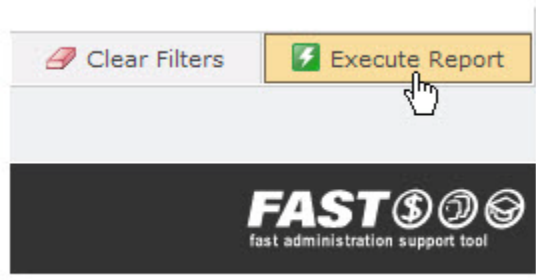 Clear Filters
Execute Report
FAST
fast administration support tool